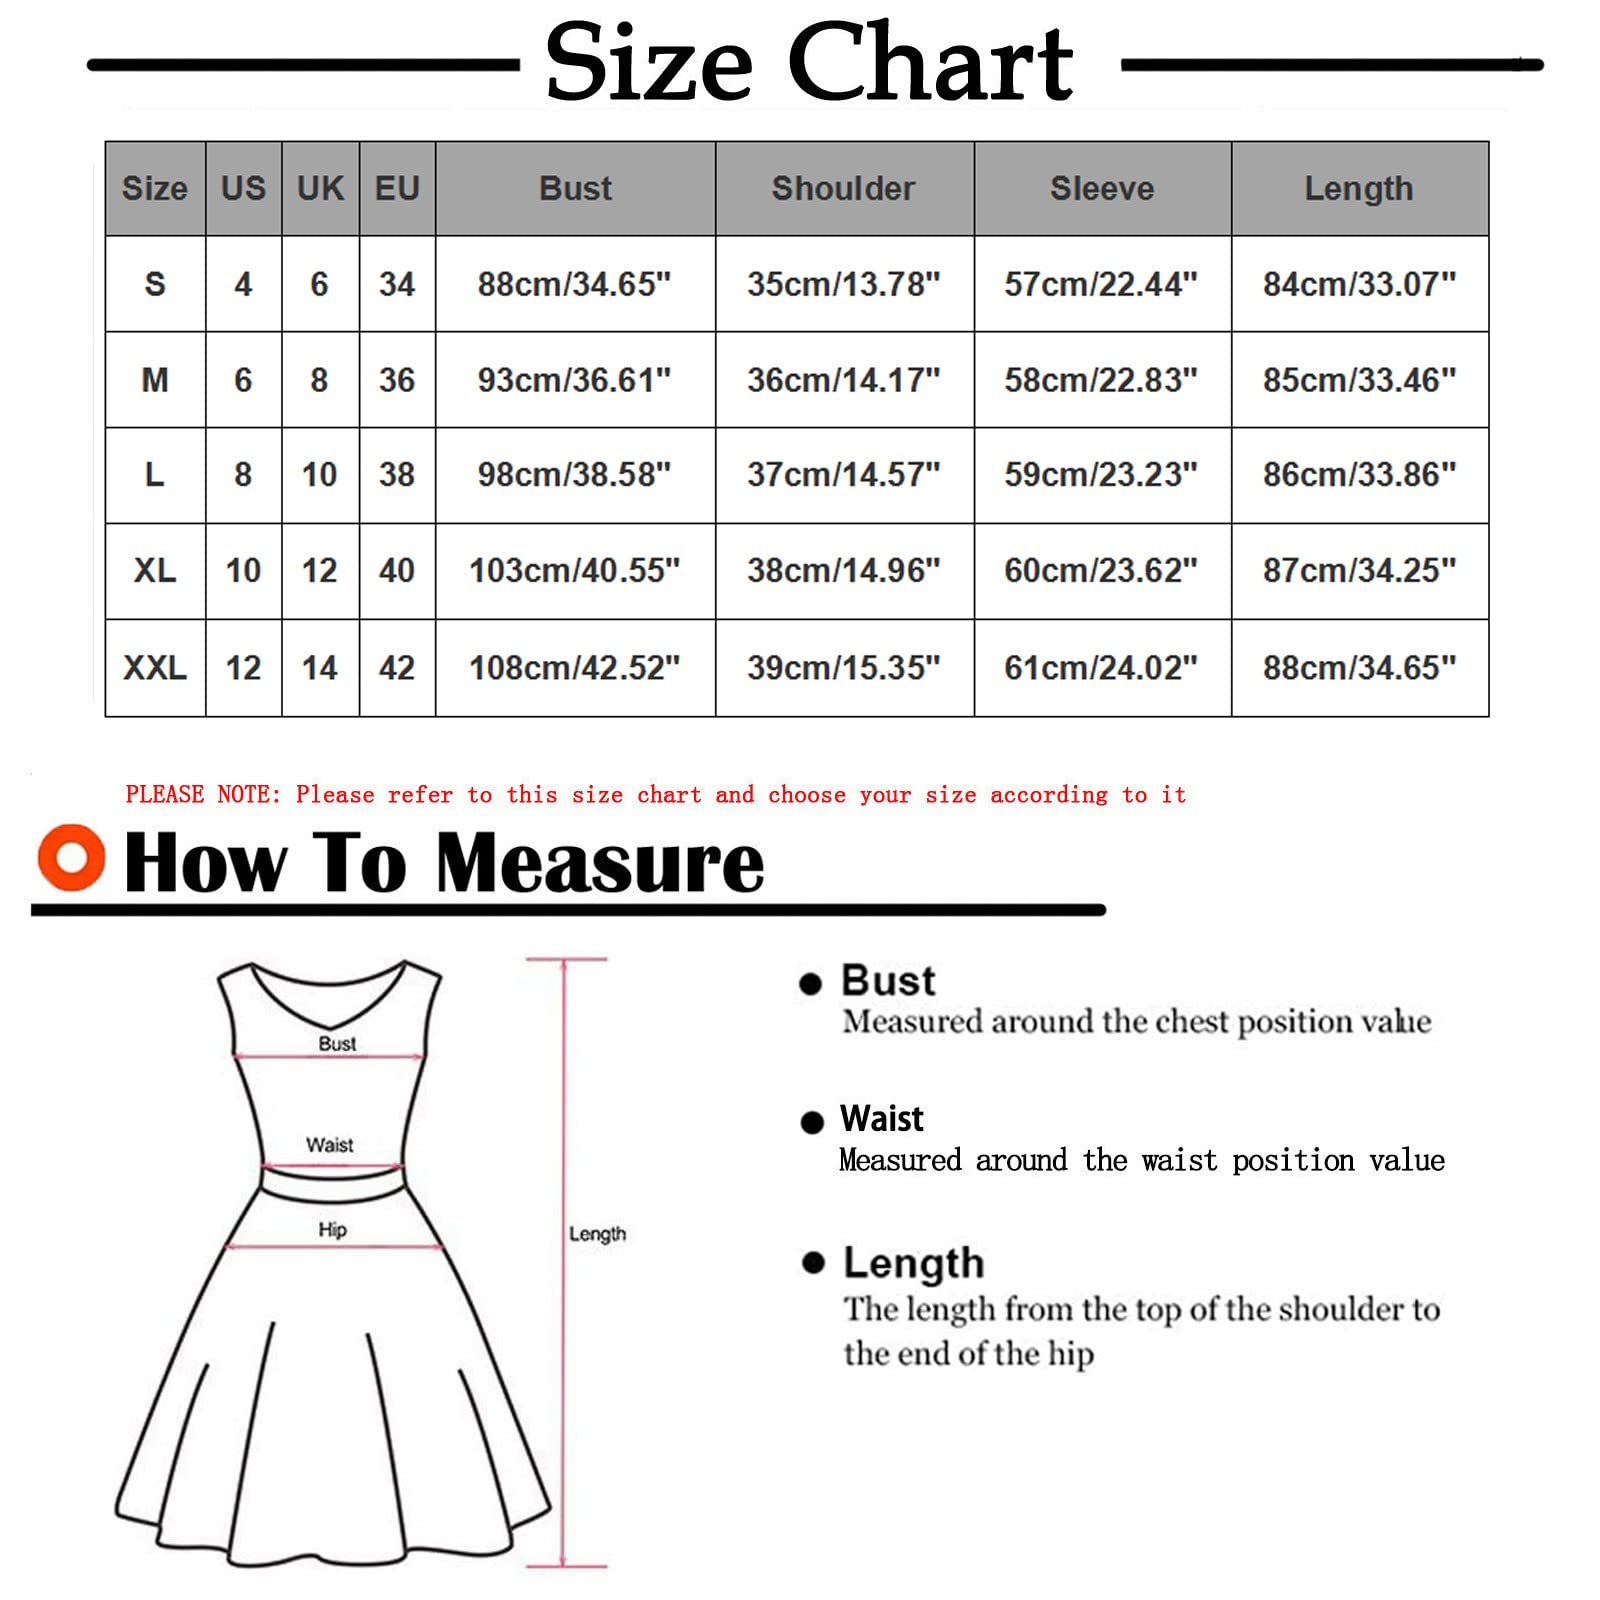 Size Chart
Size US UK EU Bust Shoulder Sleeve Length
S 4 6 34 88cm/34.65" 35cm/13.78" 57cm/22.44" 84cm/33.07"
M 6 8 36 93cm/36.61" 36cm/14.17" 58cm/22.83" 85cm/33.46"
L 8 10 38 98cm/38.58" 37cm/14.57" 59cm/23.23" 86cm/33.86"
XL 10 12 40 103cm/40.55" 38cm/14.96" 60cm/23.62" 87cm/34.25"
XXL 12 14 42 108cm/42.52" 39cm/15.35" 61cm/24.02" 88cm/34.65"
PLEASE NOTE: Please refer to this size chart and choose your size according to it
How To Measure
Bust
Waist
Hip
Length
Bust
Measured around the chest position value
Waist
Measured around the waist position value
Length
The length from the top of the shoulder to
the end of the hip